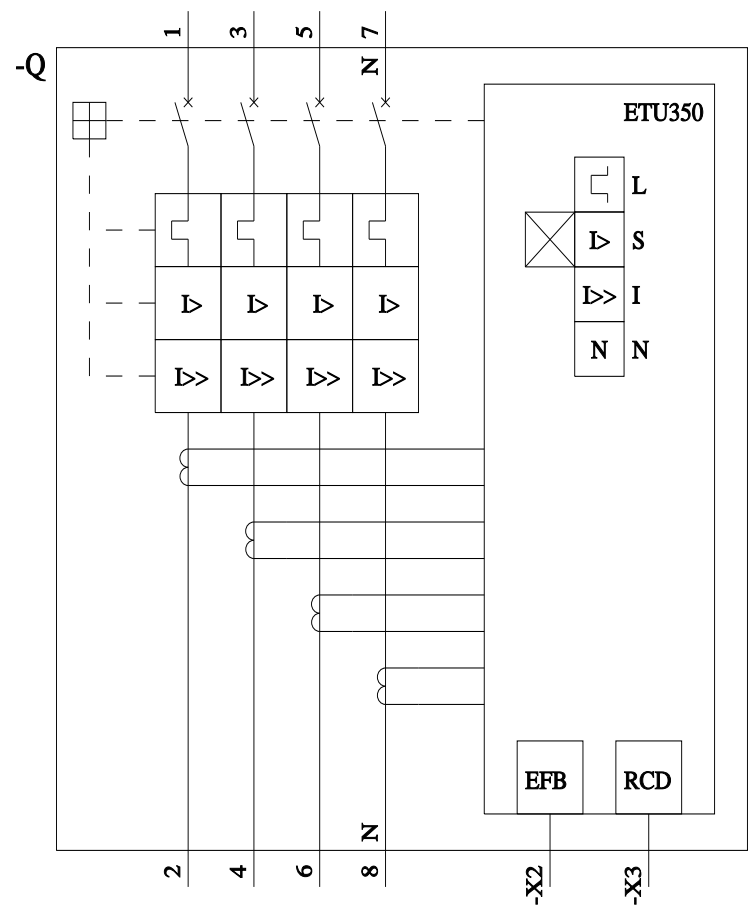 1 3 5 7
-Q
N
ETU350
L
I> S
I>> I
N N
I> I> I> I>
I>> I>> I>> I>>
EFB RCD
N
2 4 6 8
-X2 -X3